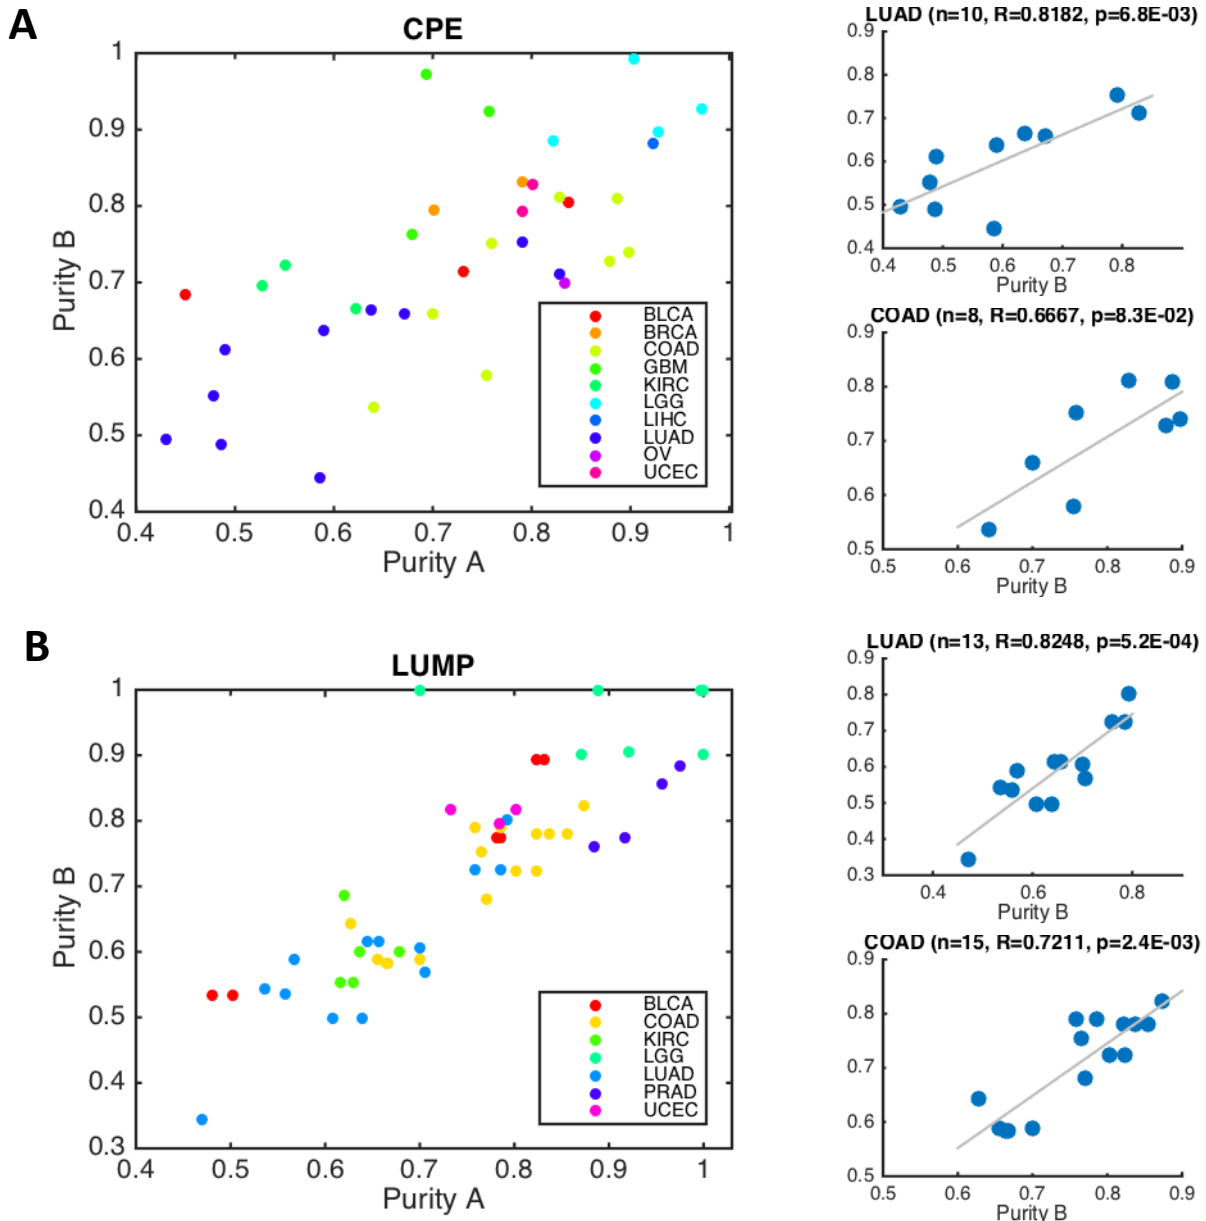 A
CPE
1
0.9
0.8
0.7
0.6
0.5
0.4
Purity B
0.4 0.5 0.6 0.7 0.8 0.9 1
Purity A
BLCA
BRCA
COAD
GBM
KIRC
LGG
LIHC
LUAD
OV
UCEC
LUAD (n=10, R=0.8182, p=6.8E-03)
0.9
0.8
0.7
0.6
0.5
0.4
0.4 0.5 0.6 0.7 0.8
Purity B
COAD (n=8, R=0.6667, p=8.3E-02)
0.9
0.8
0.7
0.6
0.5
0.5 0.6 0.7 0.8 0.9
Purity B
B
LUMP
1
0.9
0.8
0.7
0.6
0.5
0.4
0.3
Purity B
0.4 0.5 0.6 0.7 0.8 0.9 1
Purity A
BLCA
COAD
KIRC
LGG
LUAD
PRAD
UCEC
LUAD (n=13, R=0.8248, p=5.2E-04)
0.9
0.8
0.7
0.6
0.5
0.4
0.3
0.4 0.6 0.8
Purity B
COAD (n=15, R=0.7211, p=2.4E-03)
0.9
0.8
0.7
0.6
0.5
0.5 0.6 0.7 0.8 0.9
Purity B